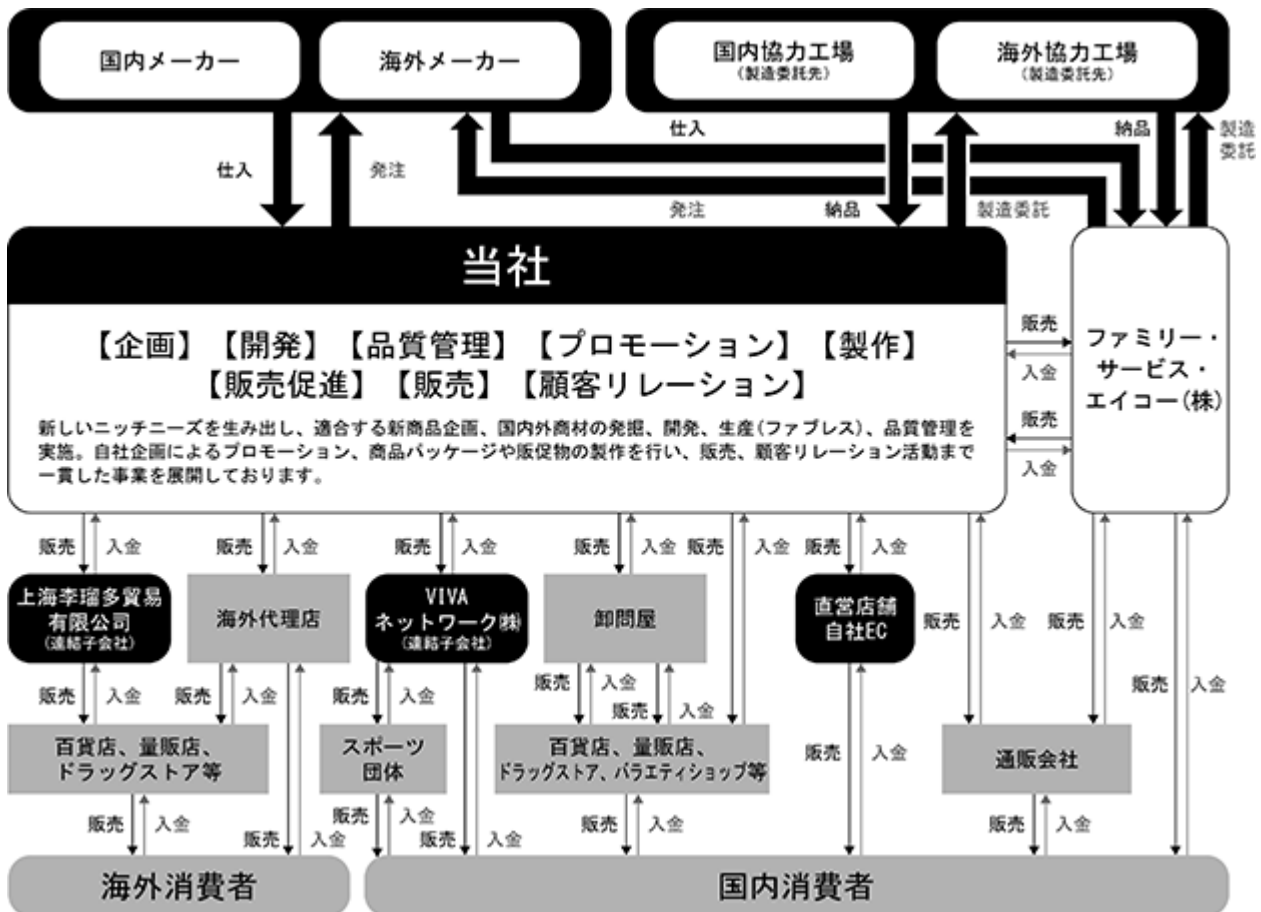 国内メーカー
海外メーカー
国内協力工場
(製造委託先)
海外協力工場
(製造委託先)
仕入
発注
仕入
発注
納品
製造委託
納品
製造
委託
当社
【企画】【開発】【品質管理】【プロモーション】【製作】
【販売促進】【販売】【顧客リレーション】
新しいニッチニーズを生み出し、適合する新商品企画、国内外商材の発掘、開発、生産(ファブレス)、品質管理を
実施。自社企画によるプロモーション、商品パッケージや販促物の製作を行い、販売、顧客リレーション活動まで
一貫した事業を展開しております。
販売
入金
販売
入金
ファミリー・
サービス・
エイコー(株)
販売
入金
販売
入金
販売
入金
販売
入金
販売
入金
販売
入金
上海李瑠多貿易
有限公司
(連結子会社)
海外代理店
VIVA
ネットワーク㈱
(連結子会社)
卸問屋
直営店舗
自社EC
販売
入金
販売
入金
販売
入金
販売
入金
販売
入金
販売
入金
販売
入金
販売
入金
百貨店、量販店、
ドラッグストア等
スポーツ
団体
百貨店、量販店、
ドラッグストア、バラエティショップ等
販売
入金
通販会社
販売
入金
販売
入金
販売
入金
販売
入金
販売
入金
販売
入金
海外消費者
国内消費者